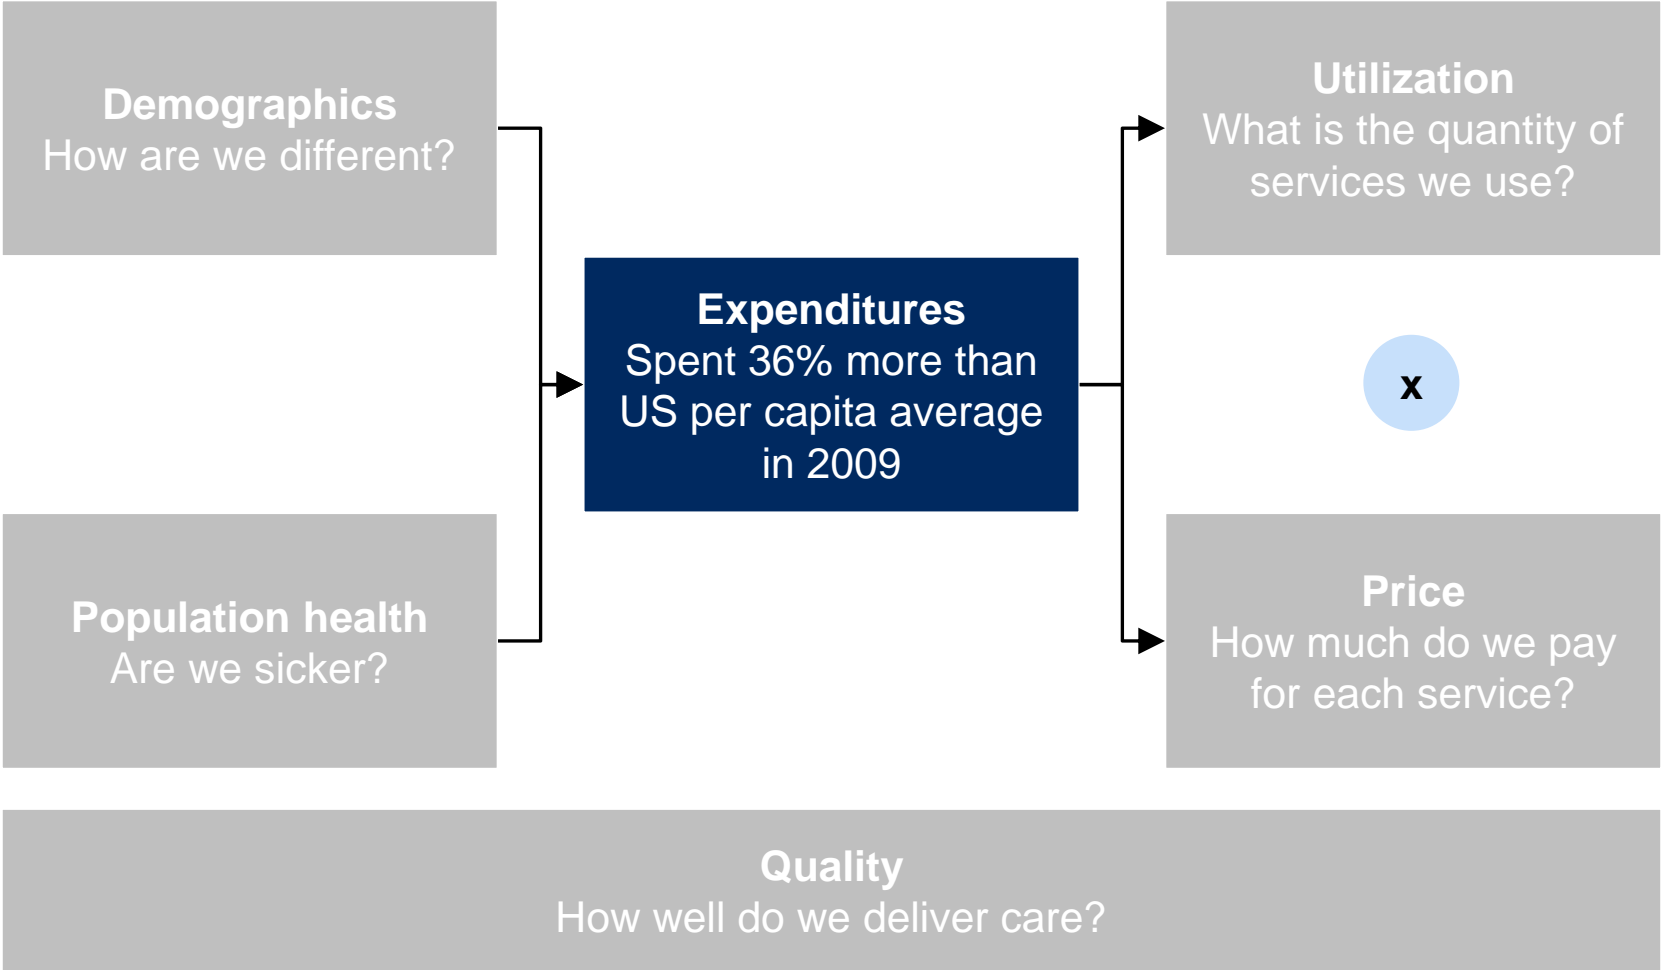 Demographics
How are we different?
Utilization
What is the quantity of
services we use?
Expenditures
Spent 36% more than
US per capita average
in 2009
x
Population health
Are we sicker?
Price
How much do we pay
for each service?
Quality
How well do we deliver care?